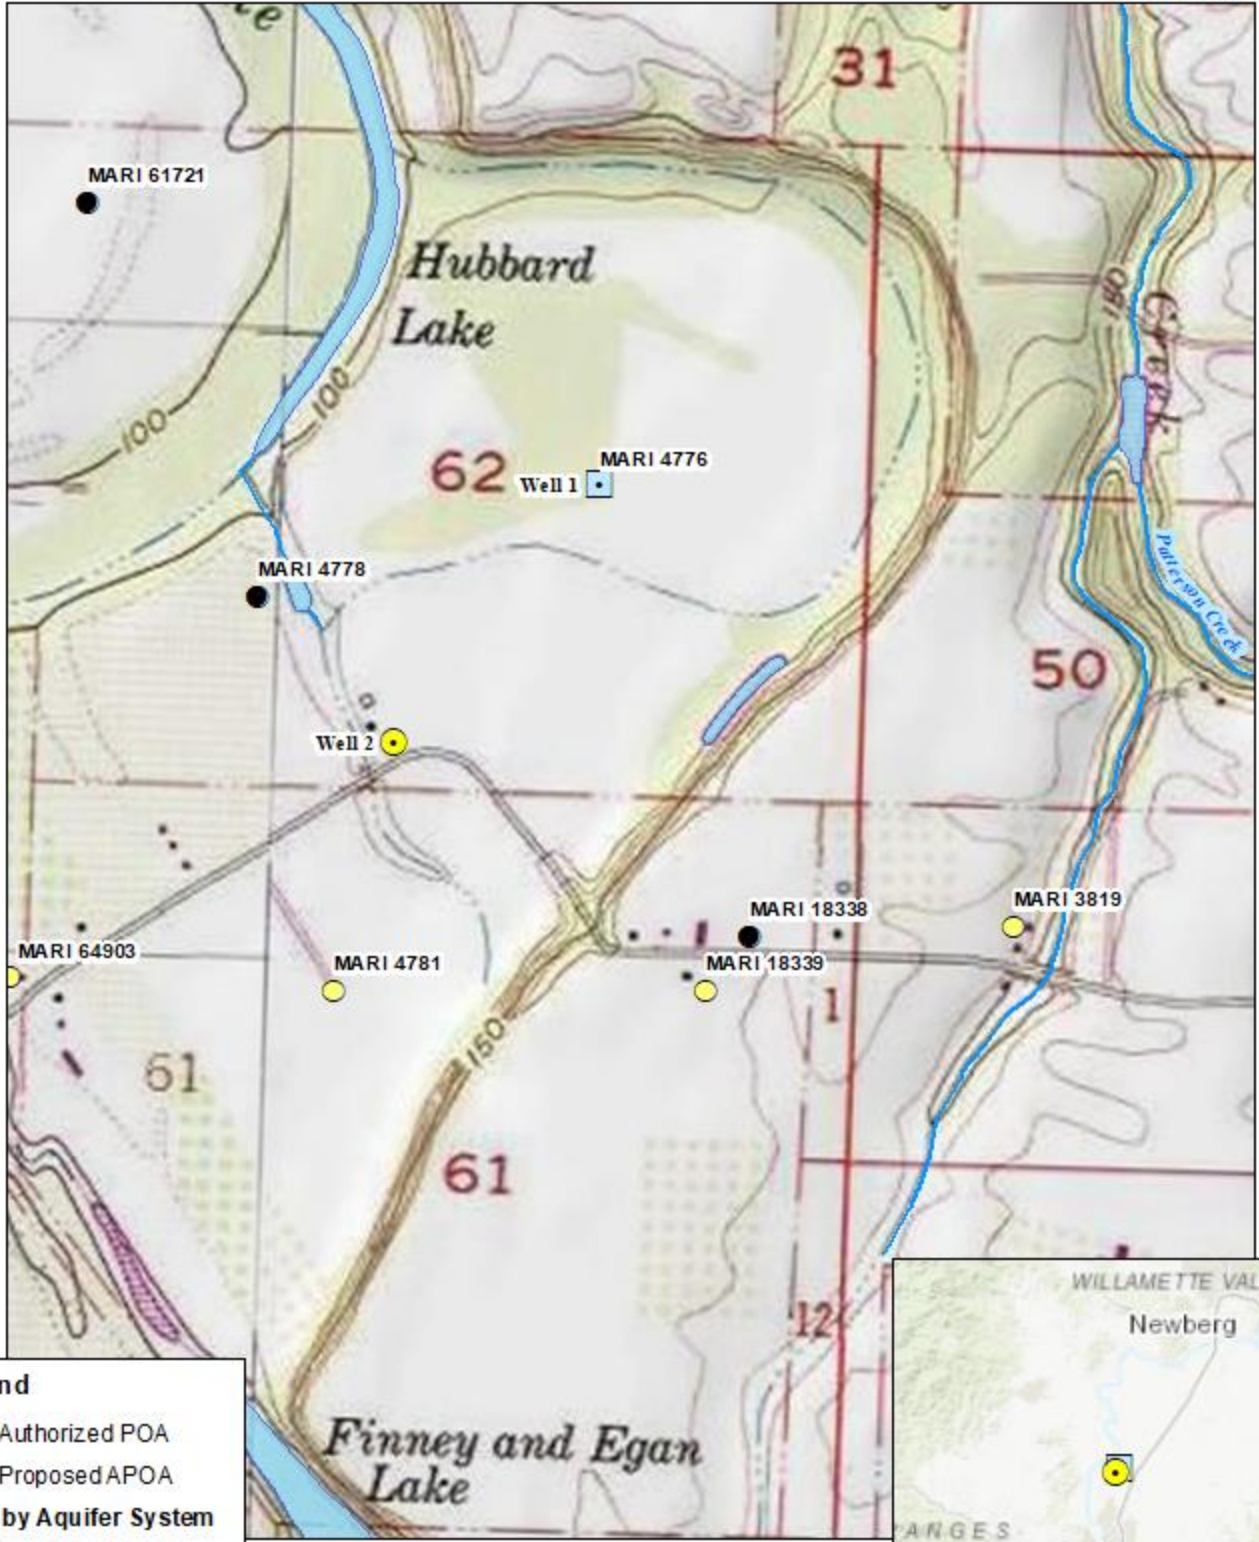 31
MARI 61721
Hubbard
Lake
180
Creek
100
100
62
MARI 4776
Well 1
MARI 4778
Patterson Creek
50
Well 2
MARI 3819
MARI 18338
MARI 64903
MARI 4781
MARI 18339
1
150
61
61
12
WILLAMETTE VAL
Newberg
nd
Authorized POA
Proposed APOA
by Aquifer System
Finney and Egan
Lake
ANGES